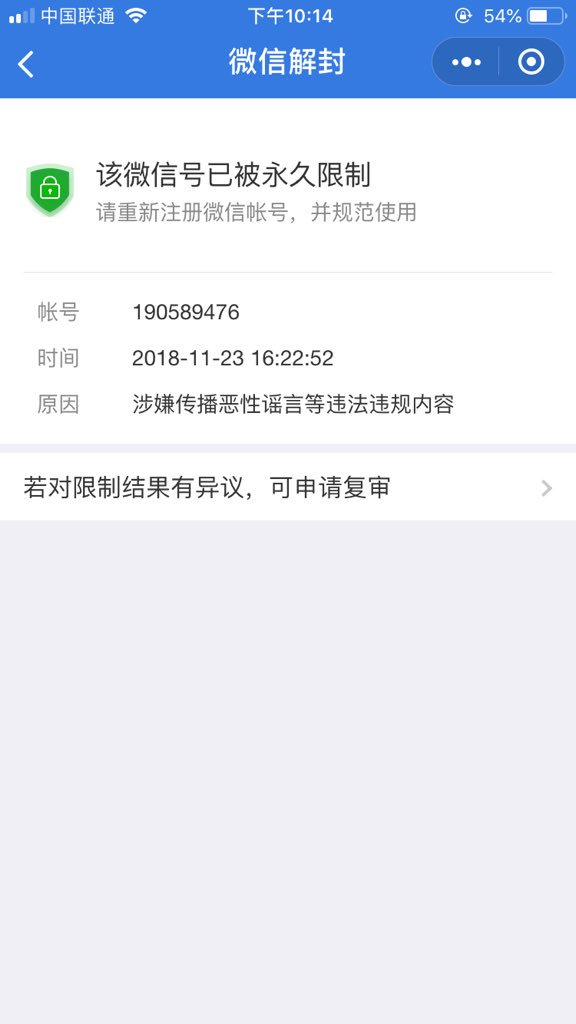 中国联通 下午10:14 54%
微信解封
该微信号已被永久限制
请重新注册微信帐号，并规范使用
帐号 190589476
时间 2018-11-23 16:22:52
原因 涉嫌传播恶性谣言等违法违规内容
若对限制结果有异议，可申请复审